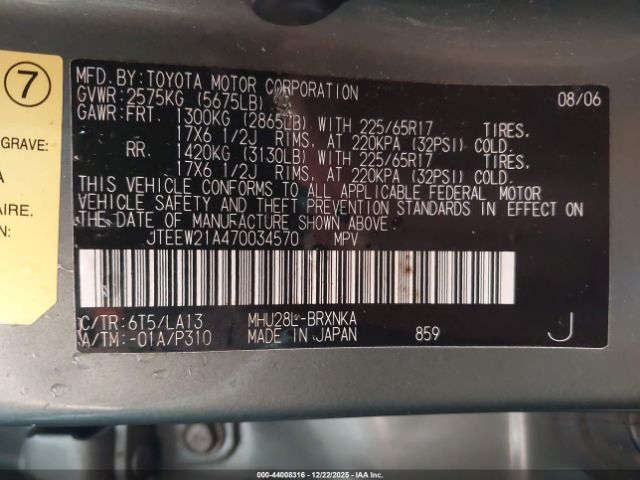 7
GRAVE:
A
AIRE.
MFD. BY: TOYOTA MOTOR CORPORATION 08/06
GVWR: 2575KG (5675LB)
GAWR: FRT. 1300KG (2865LB) WITH 225/65R17 TIRES,
17X6 1/2J RIMS, AT 220KPA (32PSI) COLD.
RR. 1420KG (3130LB) WITH 225/65R17 TIRES,
17X6 1/2J RIMS, AT 220KPA (32PSI) COLD.
THIS VEHICLE CONFORMS TO ALL APPLICABLE FEDERAL MOTOR
VEHICLE SAFETY AND THEFT PREVENTION STANDARDS IN EFFECT ON
THE DATE OF MANUFACTURE SHOWN ABOVE.
JTEEW21A470034570 MPV
C/TR: 6T5/LA13 MHU28L-BRXNKA J
A/TM: -01A/P310 MADE IN JAPAN 859
000-44008316 - 12/22/2025 - IAAI.COM